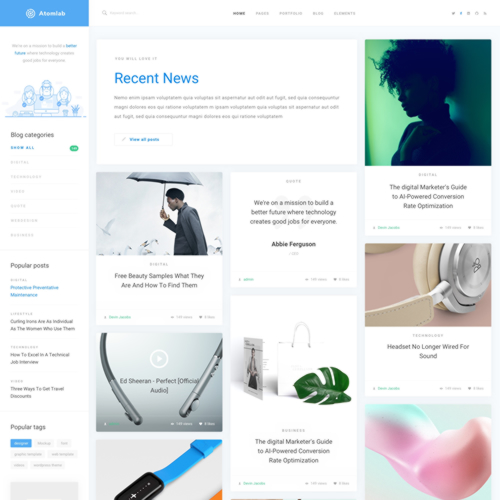 Atomlab
HOME
PAGES
PORTFOLIO
BLOG
ELEMENTS
We're on a mission to build a better
future where technology creates
good jobs for everyone.
Blog categories
SHOW ALL
DIGITAL
TECHNOLOGY
VIDEO
QUOTE
WEBDESIGN
BUSINESS
Popular posts
DIGITAL
Protective Preventative
Maintenance
LIFESTYLE
Curling Irons Are As Individual
As The Women Who Use Them
TECHNOLOGY
How To Excel In A Technical
Job Interview
VIDEO
Three Ways To Get Travel
Discounts
Popular tags
YOU WILL LOVE IT
Recent News
Nemo enim ipsam voluptatem quia voluptas sit aspernatur aut odit aut fugit, sed quia consequuntur
magni dolores eos qui ratione voluptatem in ipsam voluptatem quia voluptas sit aspernatur aut odit
aut fugit, sed quia consequuntur magni dolores eos qui ratione voluptatem.
View all posts
DIGITAL
Free Beauty Samples What They
Are And How To Find Them
QUOTE
We're on a mission to build a
better future where technology
creates good jobs for everyone.
Abbie Ferguson
DIGITAL
The digital Marketer's Guide
to AI-Powered Conversion
Rate Optimization
Ed Sheeran - Perfect [Official
Audio]
BUSINESS
The digital Marketer's Guide
to AI-Powered Conversion
Rate Optimization
TECHNOLOGY
Headset No Longer Wired For
Sound